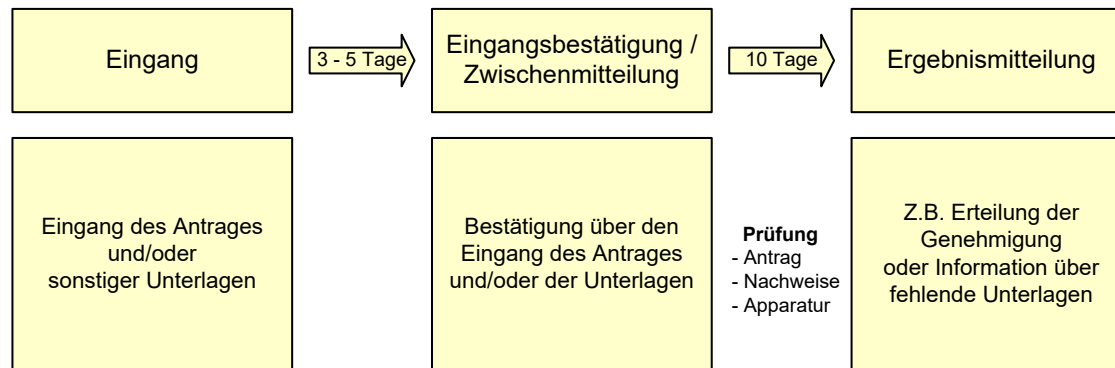 Eingang
3 - 5 Tage
Eingangsbestätigung /
Zwischenmitteilung
10 Tage
Ergebnismitteilung
Eingang des Antrages
und/oder
sonstiger Unterlagen
Bestätigung über den
Eingang des Antrages
und/oder der Unterlagen
Prüfung
- Antrag
- Nachweise
- Apparatur
Z.B. Erteilung der
Genehmigung
oder Information über
fehlende Unterlagen